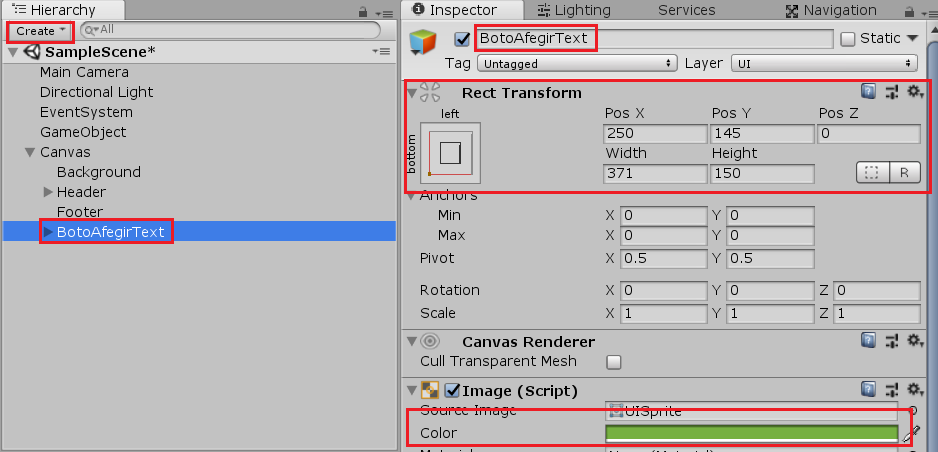 Hierarchy
Create All
SampleScene*
Main Camera
Directional Light
EventSystem
GameObject
Canvas
Background
Header
Footer
BotoAfegirText
Inspector Lighting Services Navigation
BotoAfegirText Static
Tag Untagged Layer UI
Rect Transform
left
bottom
Pos X Pos Y Pos Z
250 145 0
Width Height
371 150
R
Anchors
Min X 0 Y 0
Max X 0 Y 0
Pivot X 0.5 Y 0.5
Rotation X 0 Y 0 Z 0
Scale X 1 Y 1 Z 1
Canvas Renderer
Cull Transparent Mesh
Image (Script)
Source Image UISprite
Color